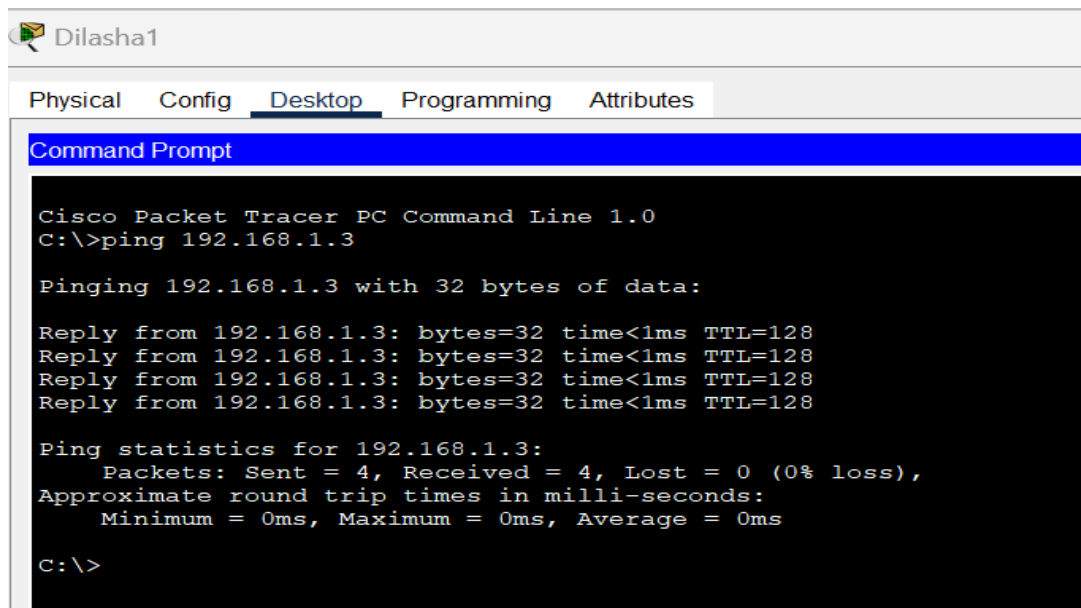 Dilasha1
Physical Config Desktop Programming Attributes
Command Prompt
Cisco Packet Tracer PC Command Line 1.0
C:\>ping 192.168.1.3
Pinging 192.168.1.3 with 32 bytes of data:
Reply from 192.168.1.3: bytes=32 time<1ms TTL=128
Reply from 192.168.1.3: bytes=32 time<1ms TTL=128
Reply from 192.168.1.3: bytes=32 time<1ms TTL=128
Reply from 192.168.1.3: bytes=32 time<1ms TTL=128
Ping statistics for 192.168.1.3:
Packets: Sent = 4, Received = 4, Lost = 0 (0% loss),
Approximate round trip times in milli-seconds:
Minimum = 0ms, Maximum = 0ms, Average = 0ms
C:\>